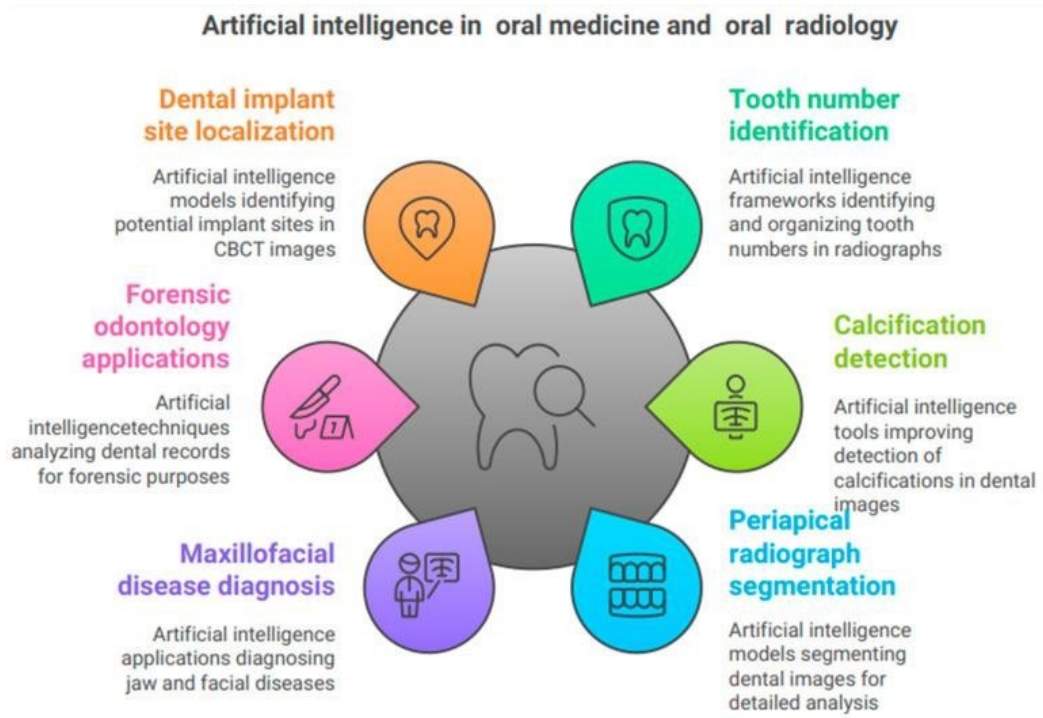 Artificial intelligence in oral medicine and oral radiology
Dental implant
site localization
Artificial intelligence
models identifying
potential implant sites in
CBCT images
Tooth number
identification
Artificial intelligence
frameworks identifying
and organizing tooth
numbers in radiographs
Forensic
odontology
applications
Artificial
intelligencetechniques
analyzing dental records
for forensic purposes
Calcification
detection
Artificial intelligence
tools improving
detection of
calcifications in dental
images
Maxillofacial
disease diagnosis
Artificial intelligence
applications diagnosing
jaw and facial diseases
Periapical
radiograph
segmentation
Artificial intelligence
models segmenting
dental images for
detailed analysis
1